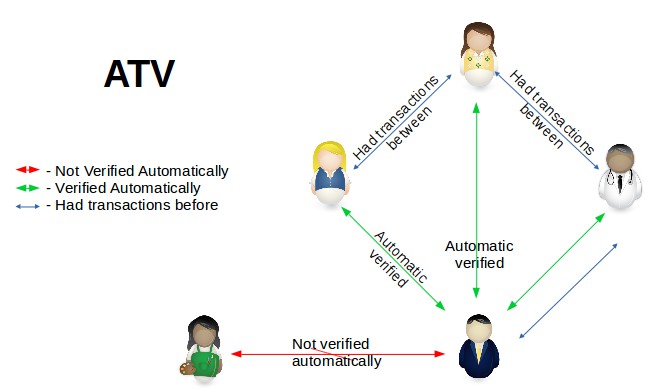 ATV
Had transactions
between
Had transactions
between
- Not Verified Automatically
- Verified Automatically
- Had transactions before
Automatic
verified
Automatic
verified
Not verified
automatically